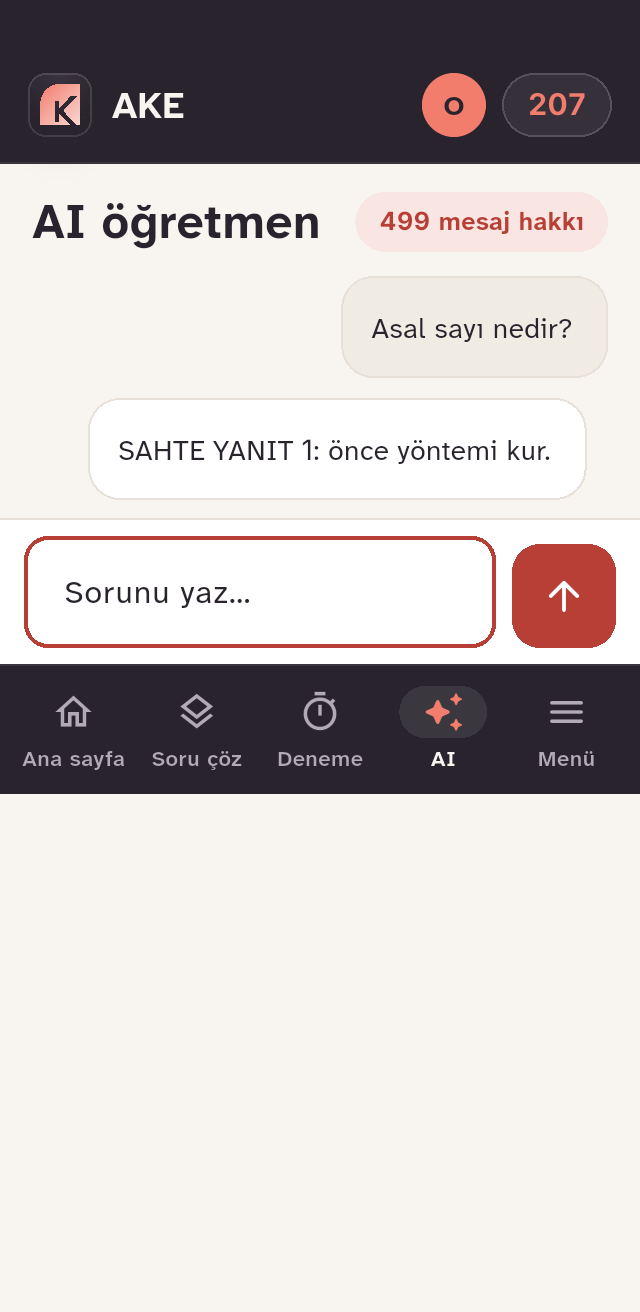 K
AKE
O
207
AI öğretmen
499 mesaj hakkı
Asal sayı nedir?
SAHTE YANIT 1: önce yöntemi kur.
Sorunu yaz...
Ana sayfa
Soru çöz
Deneme
AI
Menü